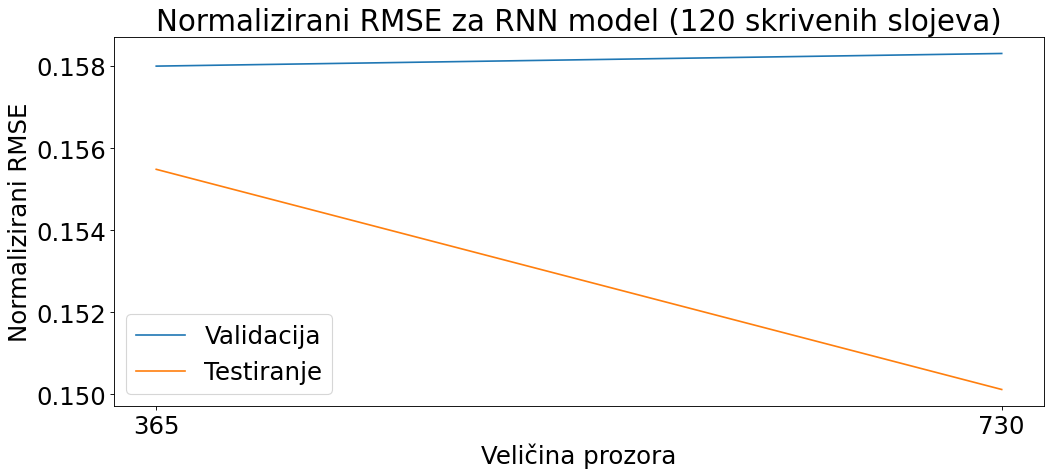 Normalizirani RMSE za RNN model (120 skrivenih slojeva)
Normalizirani RMSE
0.158
0.156
0.154
0.152
0.150
Validacija
Testiranje
365
730
Veličina prozora